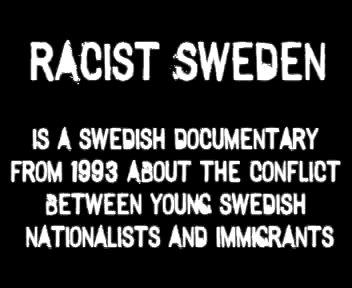 RACIST SWEDEN
IS A SWEDISH DOCUMENTARY
FROM 1993 ABOUT THE CONFLICT
BETWEEN YOUNG SWEDISH
NATIONALISTS AND IMMIGRANTS